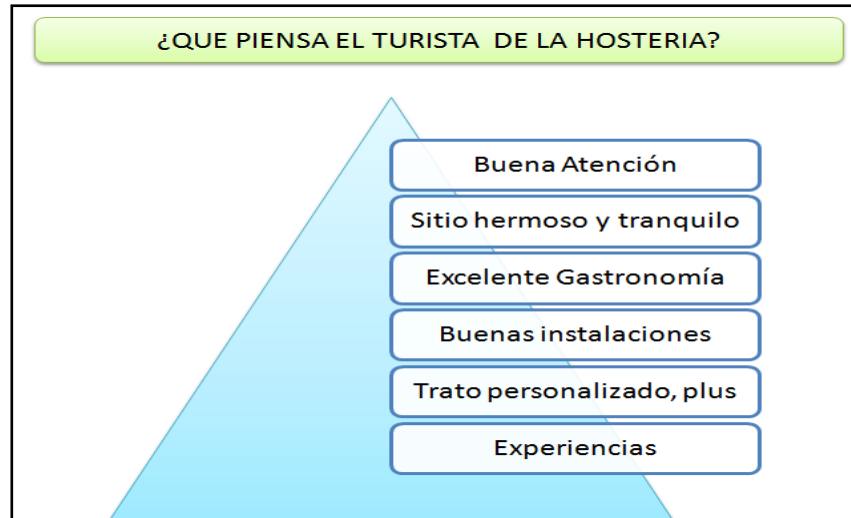 ¿QUE PIENSA EL TURISTA DE LA HOSTERIA?
Buena Atención
Sitio hermoso y tranquilo
Excelente Gastronomía
Buenas instalaciones
Trato personalizado, plus
Experiencias